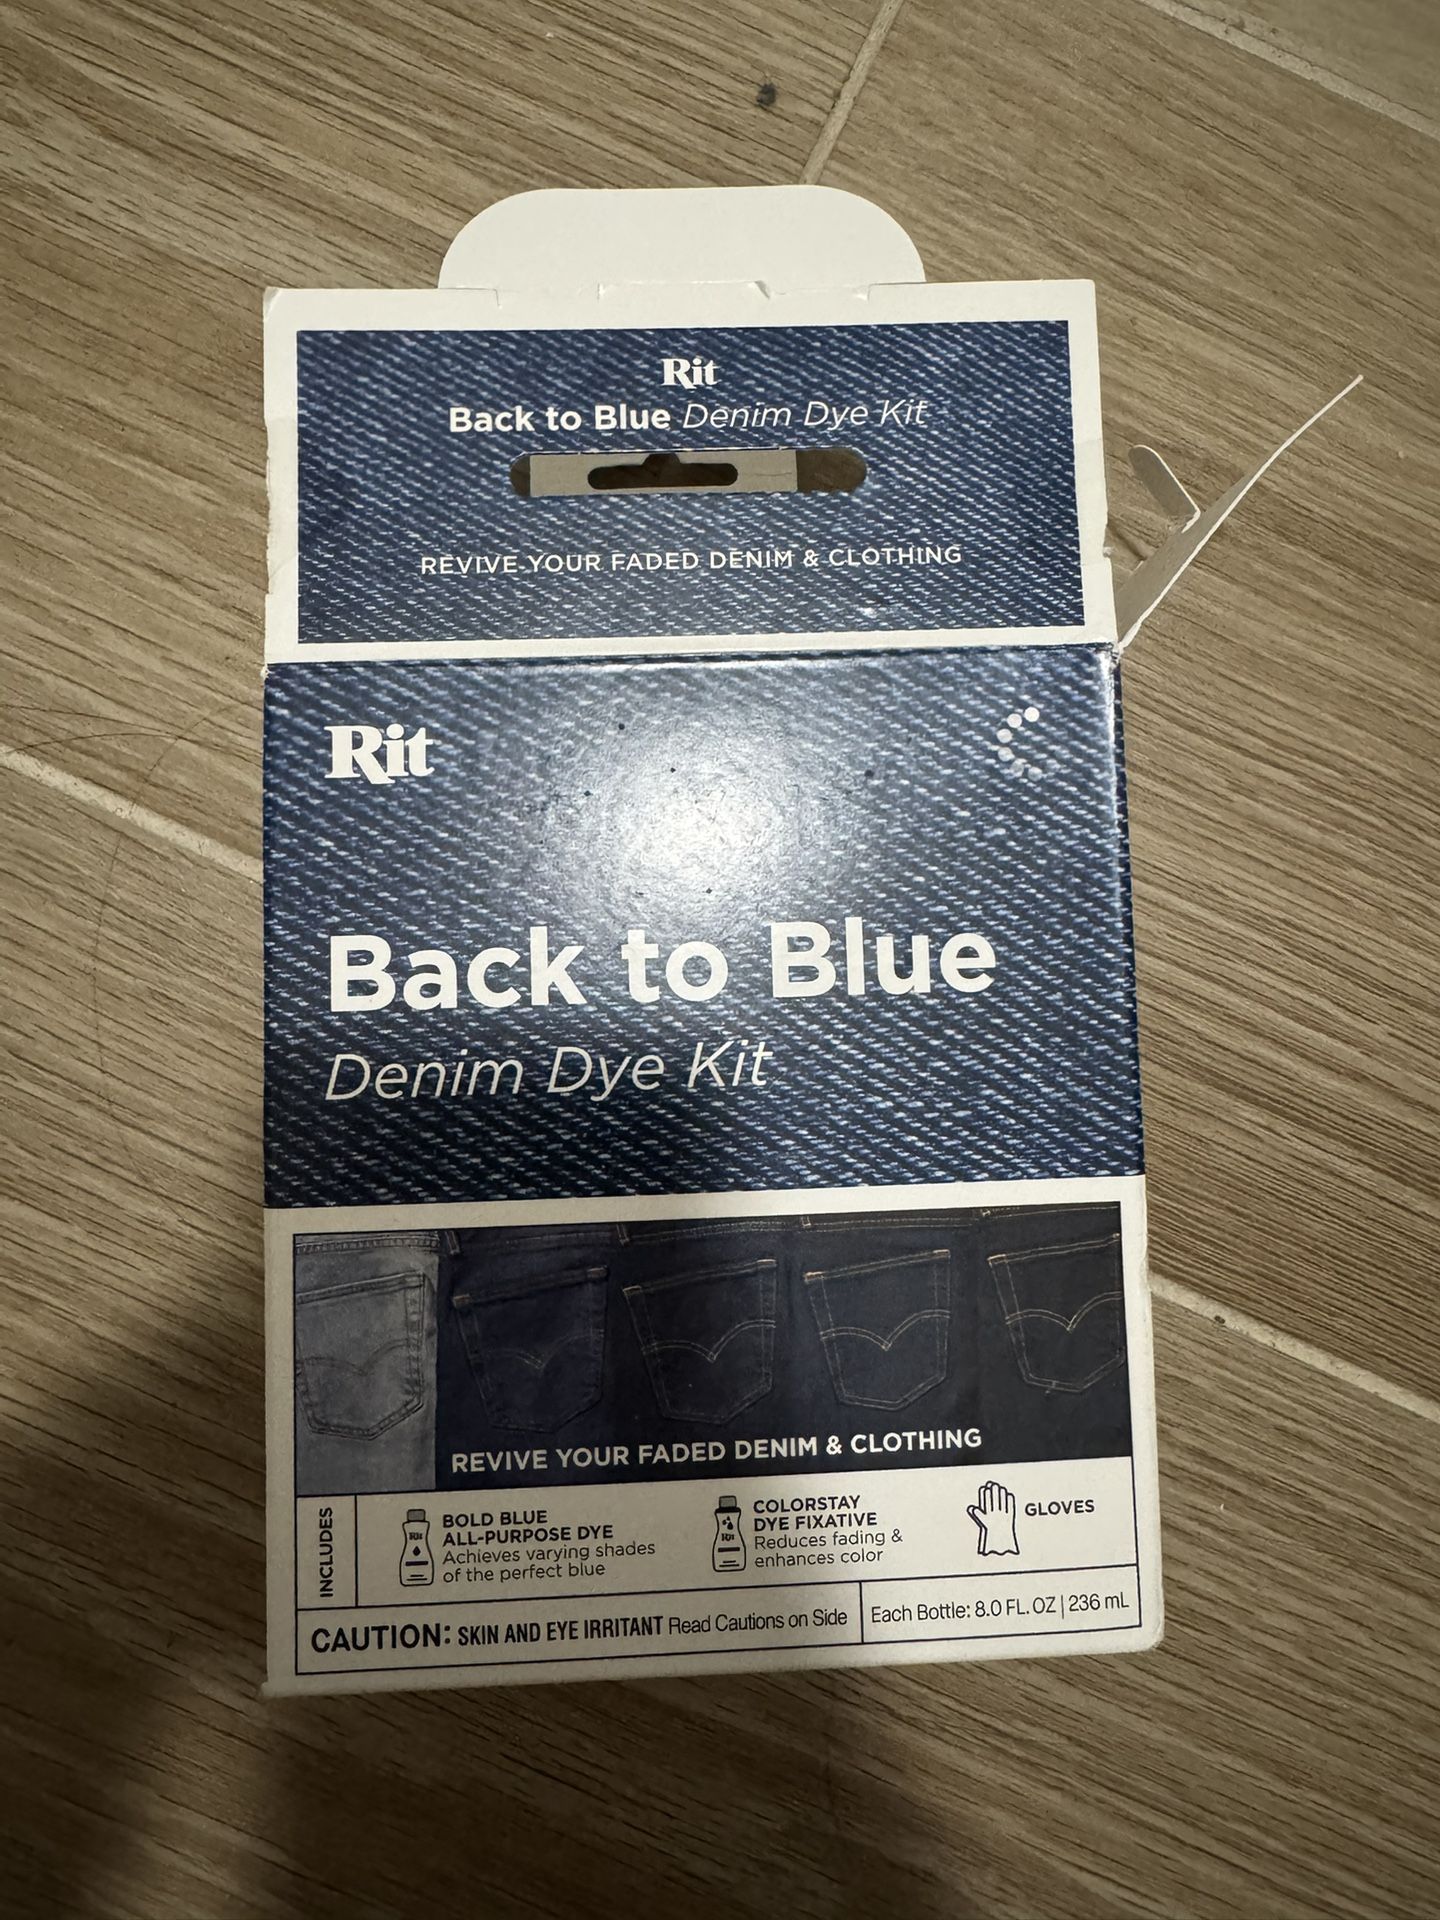 Rit
Back to Blue Denim Dye Kit
REVIVE YOUR FADED DENIM & CLOTHING
Rit
Back to Blue
Denim Dye Kit
REVIVE YOUR FADED DENIM & CLOTHING
INCLUDES
Rit
BOLD BLUE
ALL-PURPOSE DYE
Achieves varying shades
of the perfect blue
Rit
COLORSTAY
DYE FIXATIVE
Reduces fading &
enhances color
GLOVES
CAUTION: SKIN AND EYE IRRITANT Read Cautions on Side
Each Bottle: 8.0 FL. OZ | 236 mL